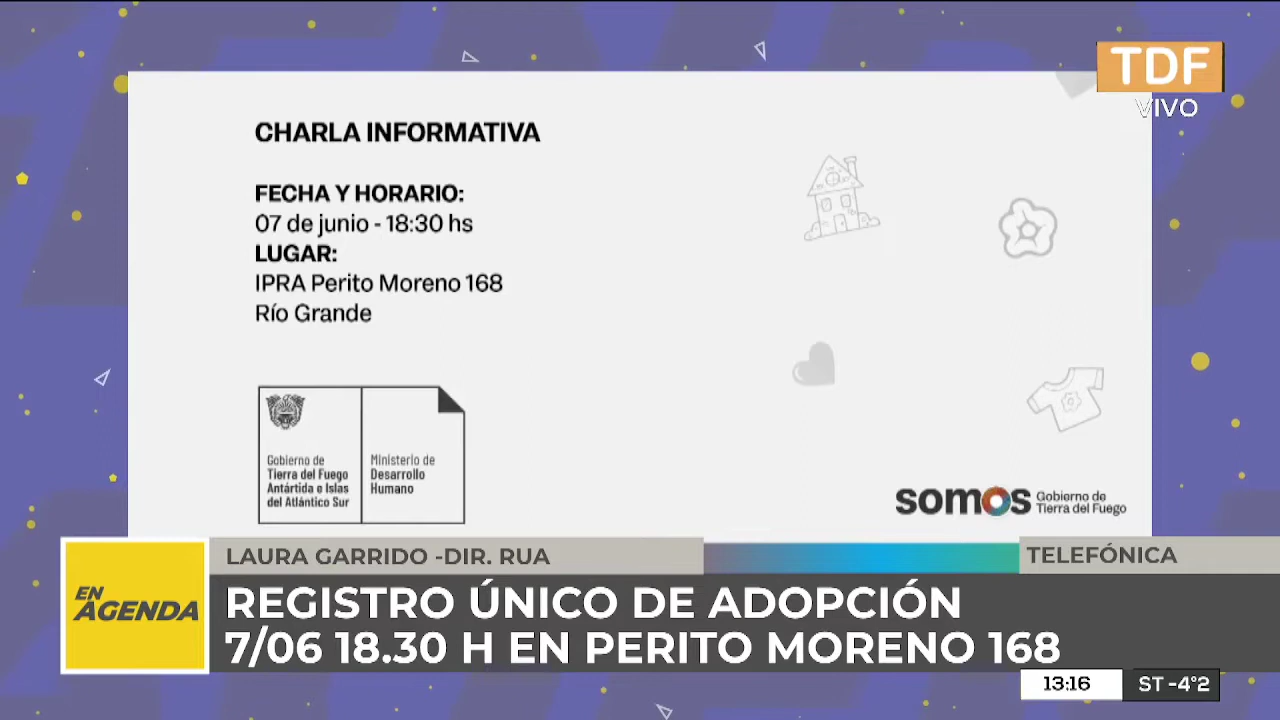 TDF
VIVO
CHARLA INFORMATIVA
FECHA Y HORARIO:
07 de junio - 18:30 hs
LUGAR:
IPRA Perito Moreno 168
Río Grande
Gobierno de
Tierra del Fuego
Antártida e Islas
del Atlántico Sur
Ministerio de
Desarrollo
Humano
somos
Gobierno de
Tierra del Fuego
LAURA GARRIDO -DIR. RUA
TELEFÓNICA
EN
AGENDA
REGISTRO ÚNICO DE ADOPCIÓN
7/06 18.30 H EN PERITO MORENO 168
13:16
ST -4°2